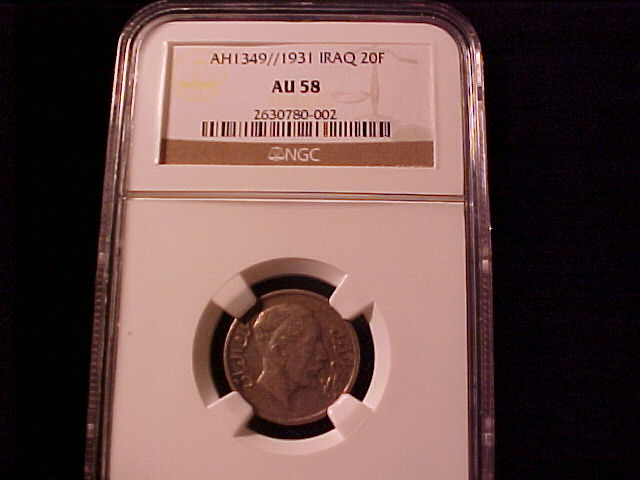 AH1349//1931 IRAQ 20F
AU 58
2630780-002
NGC